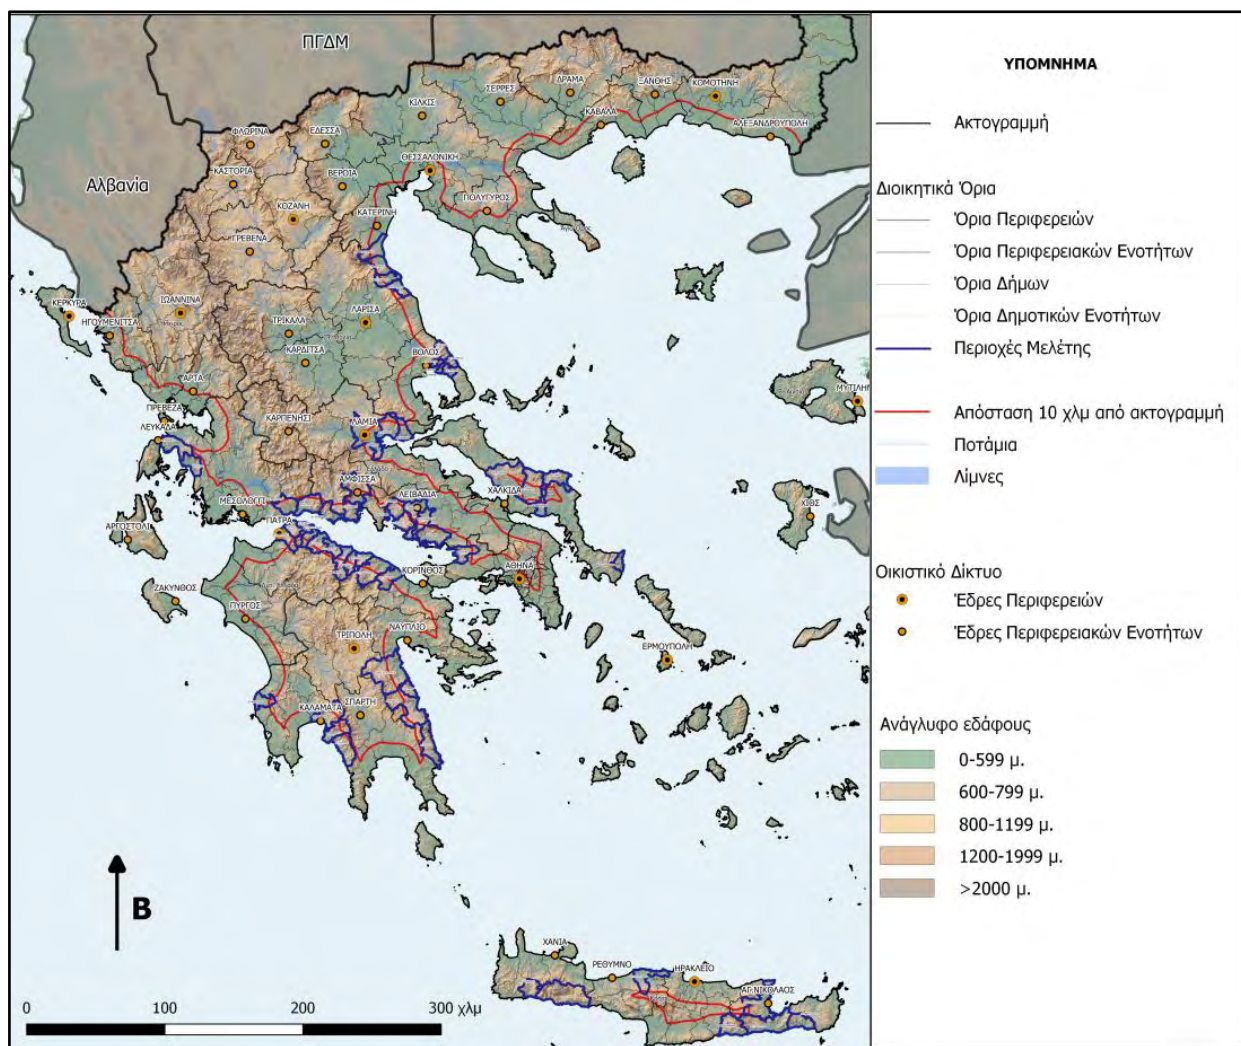 ΠΓΔΜ
Αλβανία
ΚΟΜΟΤΗΝΗ
ΞΑΝΘΗΣ
ΔΡΑΜΑ
ΣΕΡΡΕΣ
ΚΙΛΚΙΣ
ΚΑΒΑΛΑ
ΑΛΕΞΑΝΔΡΟΥΠΟΛΗ
ΦΛΩΡΙΝΑ
ΕΔΕΣΣΑ
ΘΕΣΣΑΛΟΝΙΚΗ
ΚΑΣΤΟΡΙΑ
ΒΕΡΟΙΑ
ΠΟΛΥΓΥΡΟΣ
ΚΟΖΑΝΗ
ΚΑΤΕΡΙΝΗ
ΓΡΕΒΕΝΑ
ΚΕΡΚΥΡΑ
ΙΩΑΝΝΙΝΑ
ΗΓΟΥΜΕΝΙΤΣΑ
ΛΑΡΙΣΑ
ΤΡΙΚΑΛΑ
ΚΑΡΔΙΤΣΑ
ΒΟΛΟΣ
ΑΡΤΑ
ΜΥΤΙΛΗΝ
ΠΡΕΒΕΖΑ
ΚΑΡΠΕΝΗΣΙ
ΛΑΜΙΑ
ΛΕΥΚΑΔΑ
ΑΜΦΙΣΣΑ
ΛΕΙΒΑΔΙΑ
ΧΑΛΚΙΔΑ
ΜΕΣΟΛΟΓΓΙ
ΧΙΟΣ
ΠΑΤΡΑ
ΑΡΓΟΣΤΟΛΙ
ΑΘΗΝΑ
ΚΟΡΙΝΘΟΣ
ΖΑΚΥΝΘΟΣ
ΠΥΡΓΟΣ
ΝΑΥΠΛΙΟ
ΤΡΙΠΟΛΗ
ΕΡΜΟΥΠΟΛΗ
ΣΠΑΡΤΗ
ΚΑΛΑΜΑΤΑ
ΧΑΝΙΑ
ΡΕΘΥΜΝΟ
ΗΡΑΚΛΕΙΟ
ΑΓ.ΝΙΚΟΛΑΟΣ
Β
0 100 200 300 χλμ
ΥΠΟΜΝΗΜΑ
Ακτογραμμή
Διοικητικά Όρια
Όρια Περιφερειών
Όρια Περιφερειακών Ενοτήτων
Όρια Δήμων
Όρια Δημοτικών Ενοτήτων
Περιοχές Μελέτης
Απόσταση 10 χλμ από ακτογραμμή
Ποτάμια
Λίμνες
Οικιστικό Δίκτυο
Έδρες Περιφερειών
Έδρες Περιφερειακών Ενοτήτων
Ανάγλυφο εδάφους
0-599 μ.
600-799 μ.
800-1199 μ.
1200-1999 μ.
>2000 μ.